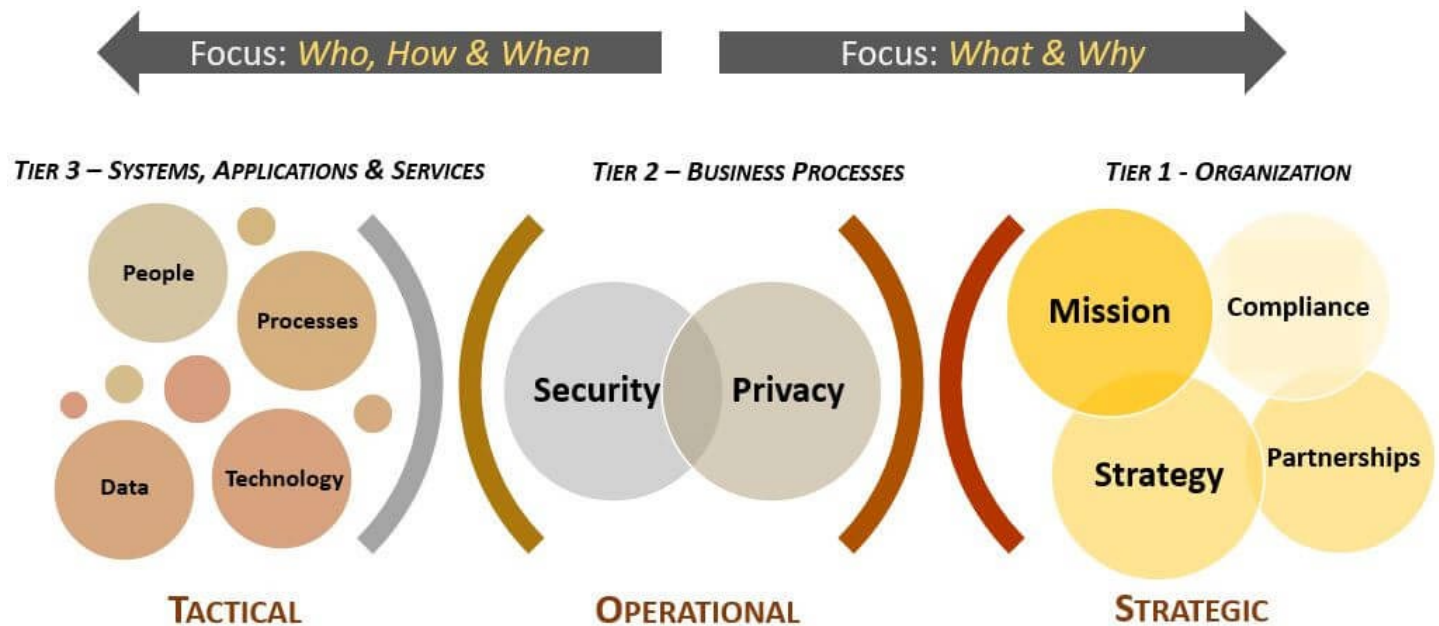 Focus: Who, How & When
Focus: What & Why
TIER 3 – SYSTEMS, APPLICATIONS & SERVICES
TIER 2 – BUSINESS PROCESSES
TIER 1 - ORGANIZATION
People
Processes
Data
Technology
Security
Privacy
Mission
Compliance
Strategy
Partnerships
TACTICAL
OPERATIONAL
STRATEGIC